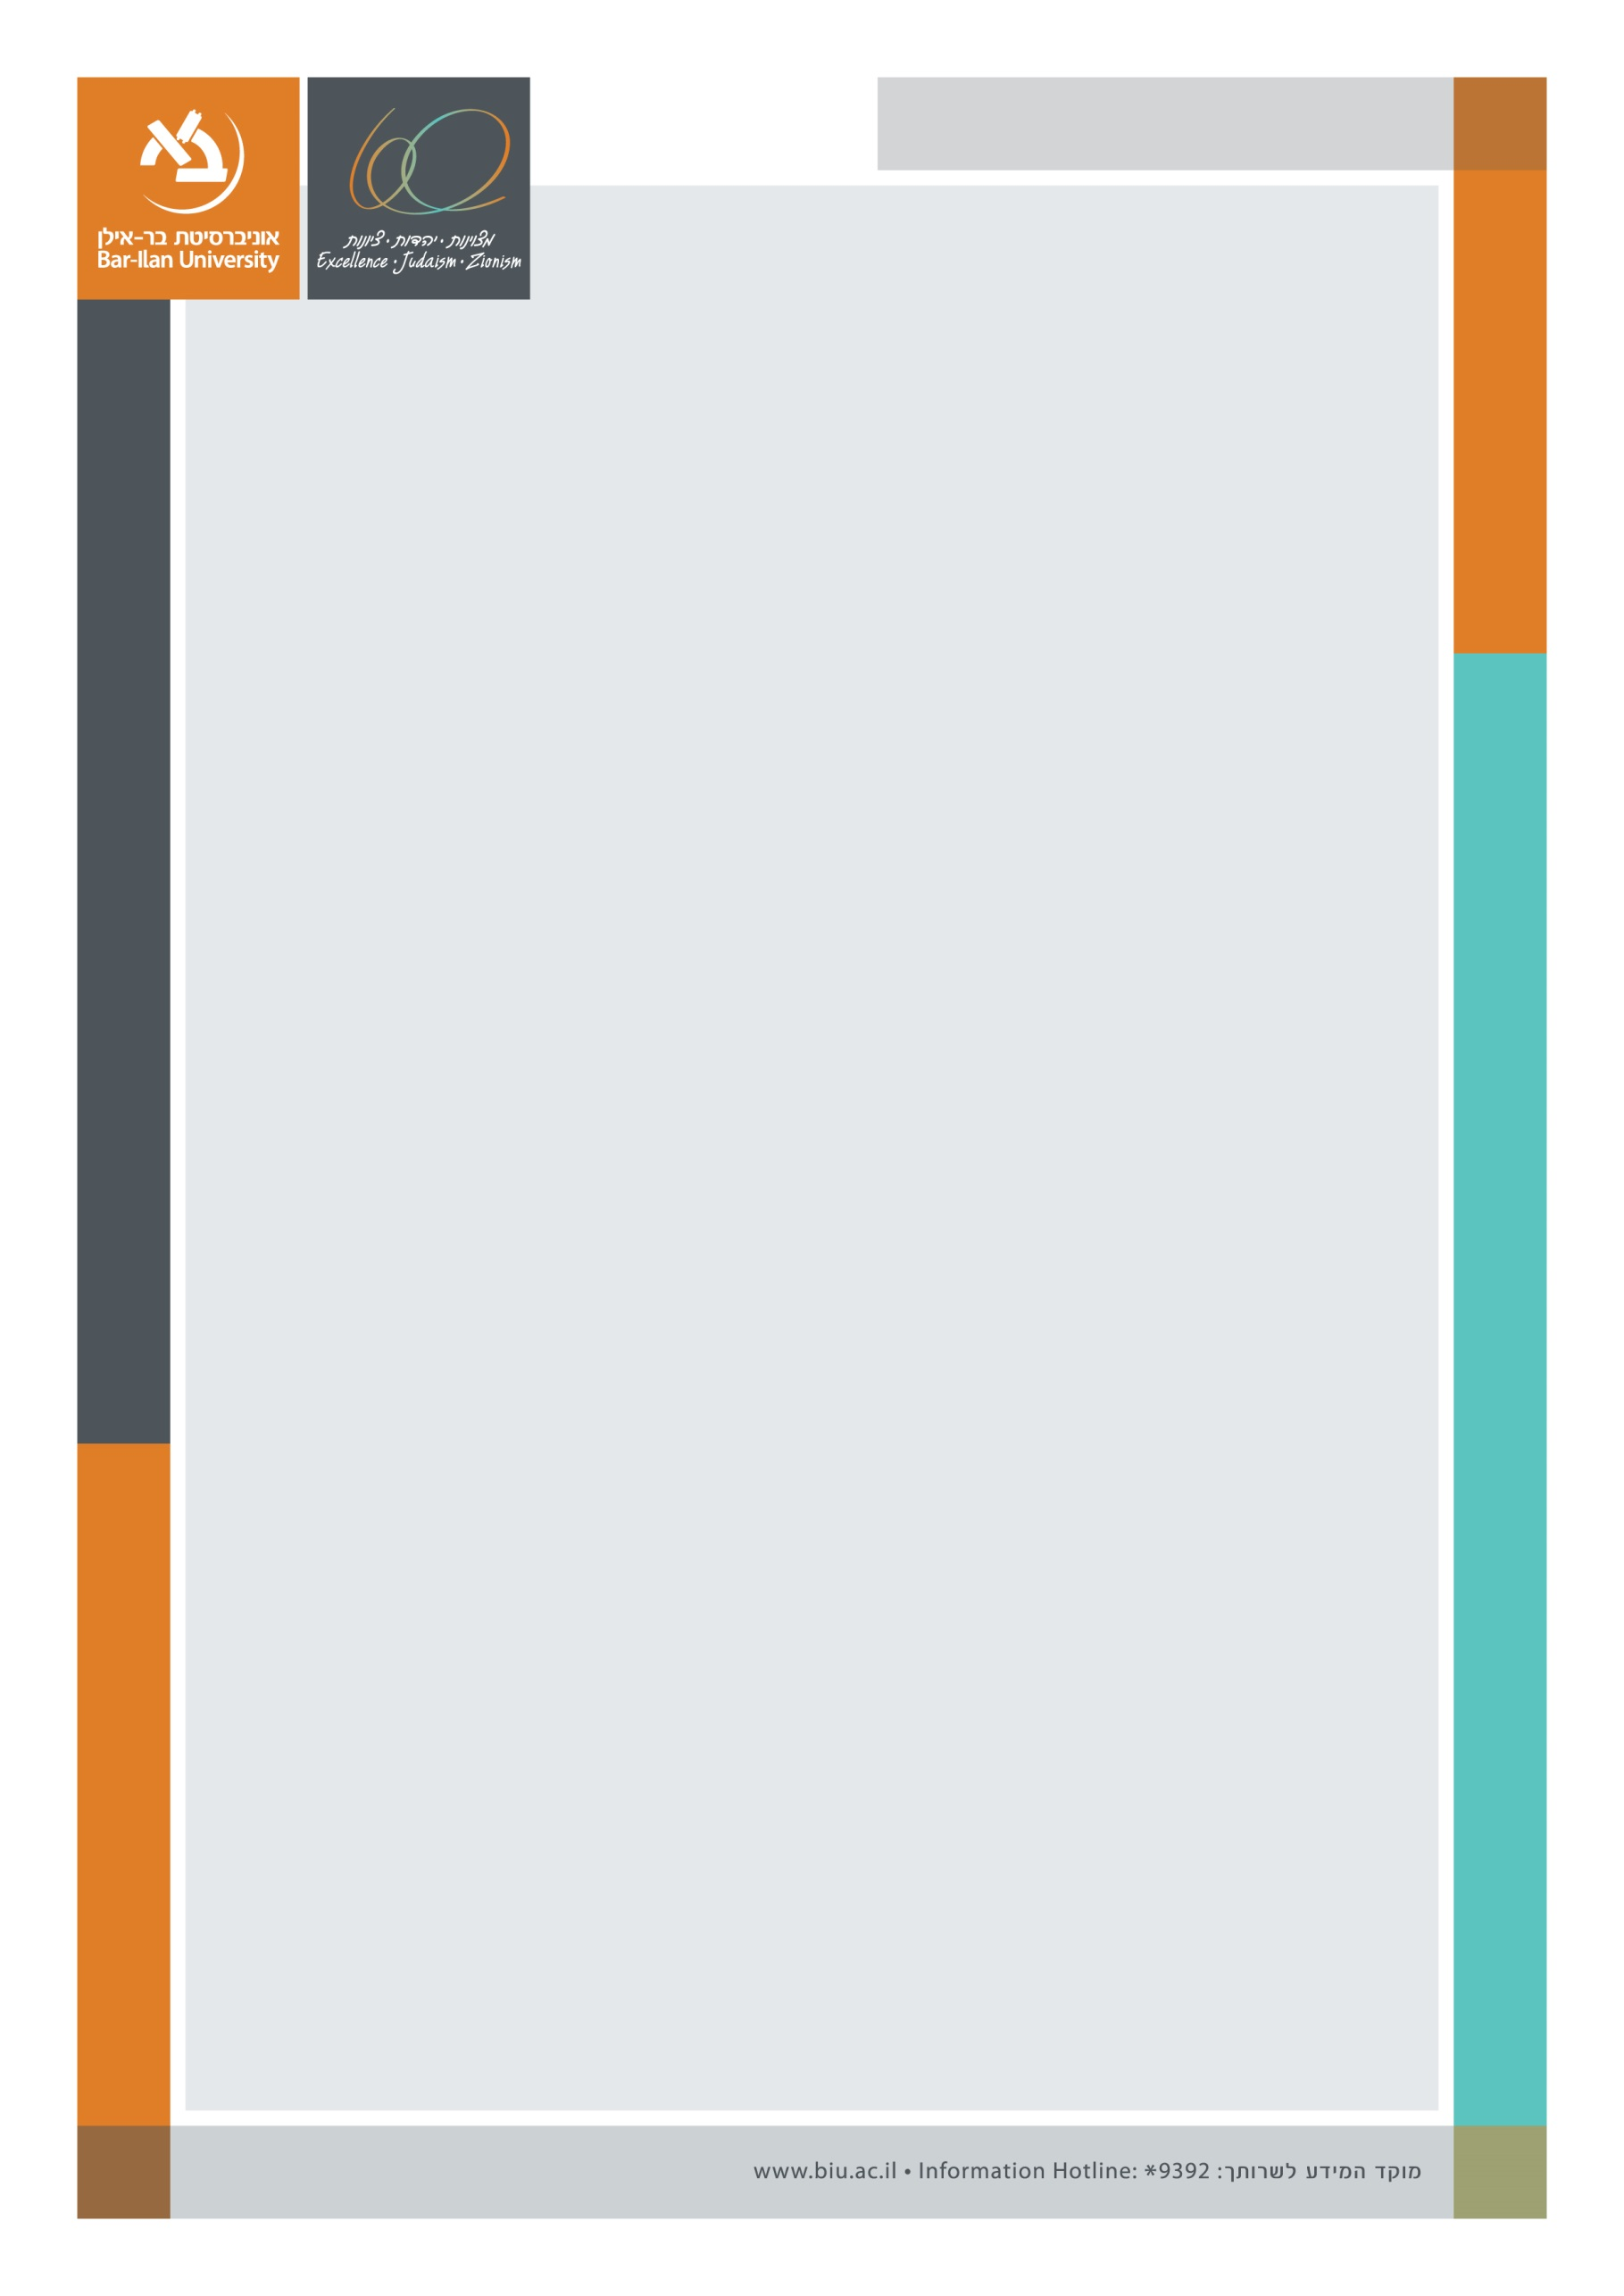 אוניברסיטת בר-אילן
Bar-Ilan University
מצוינות · יהדות · ציונות
Excellence · Judaism · Zionism
www.biu.ac.il • Information Hotline: *9392 :מוקד המידע לשרותך